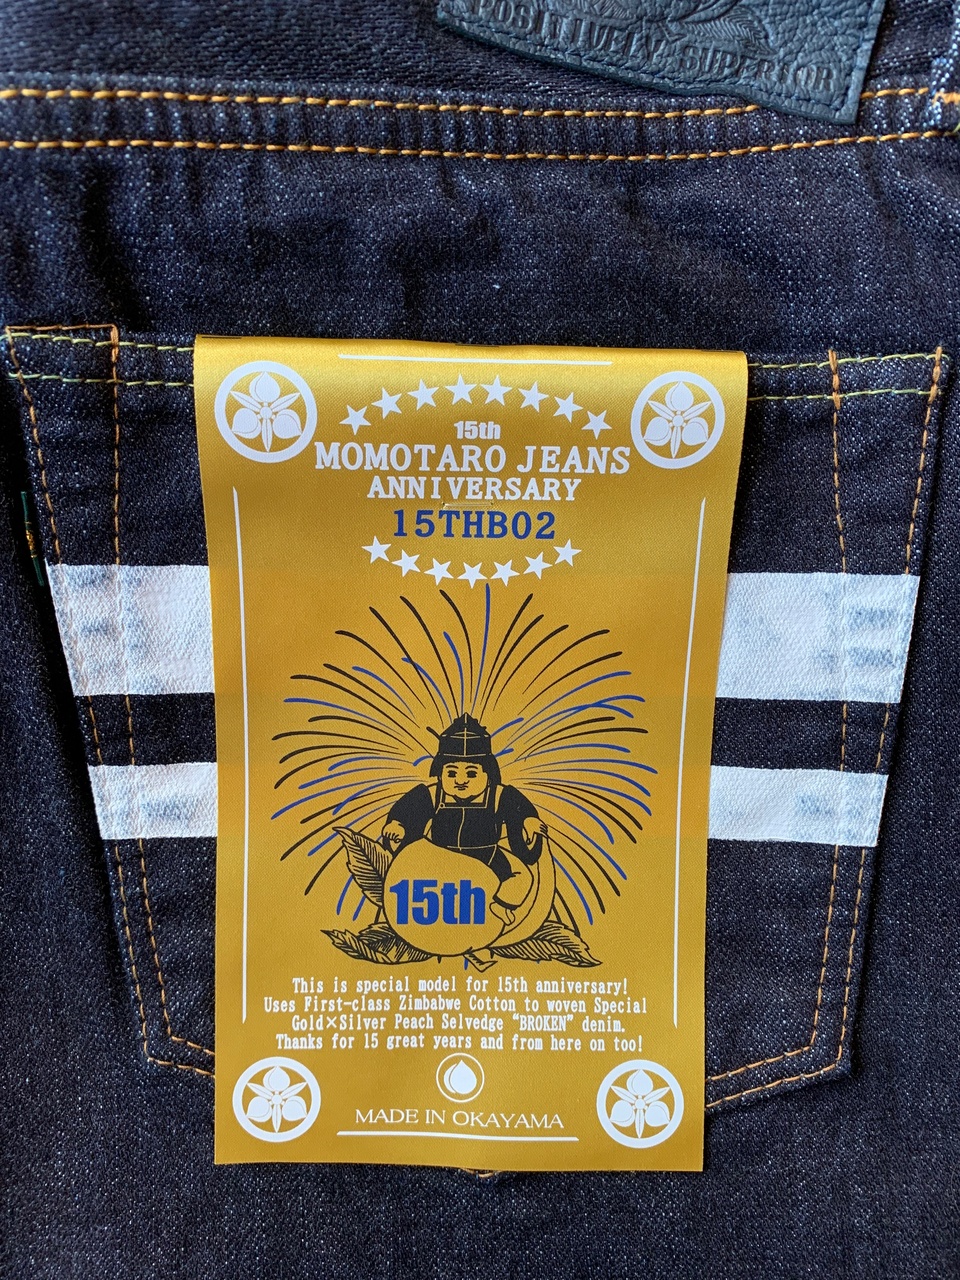 POSITIVELY SUPERIOR
15th
MOMOTARO JEANS
ANNIVERSARY
15THB02
15th
This is special model for 15th anniversary!
Uses First-class Zimbabwe Cotton to woven Special
Gold×Silver Peach Selvedge “BROKEN” denim.
Thanks for 15 great years and from here on too!
MADE IN OKAYAMA